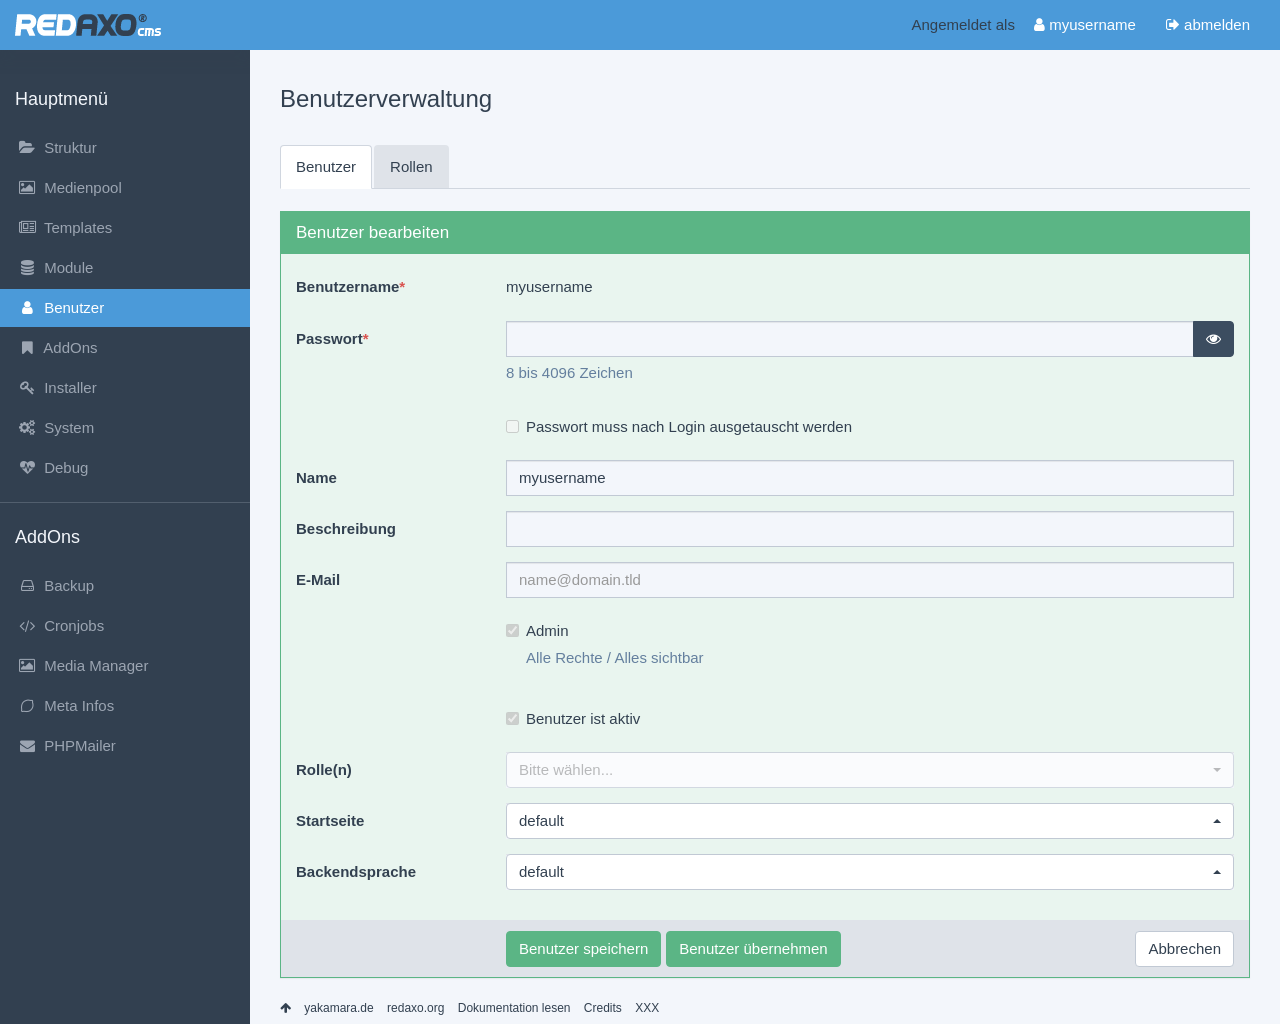 REDAXO® cms
Angemeldet als myusername abmelden
Hauptmenü
Struktur
Medienpool
Templates
Module
Benutzer
AddOns
Installer
System
Debug
AddOns
Backup
Cronjobs
Media Manager
Meta Infos
PHPMailer
Benutzerverwaltung
Benutzer Rollen
Benutzer bearbeiten
Benutzername* myusername
Passwort*
8 bis 4096 Zeichen
Passwort muss nach Login ausgetauscht werden
Name myusername
Beschreibung
E-Mail name@domain.tld
Admin
Alle Rechte / Alles sichtbar
Benutzer ist aktiv
Rolle(n) Bitte wählen...
Startseite default
Backendsprache default
Benutzer speichern Benutzer übernehmen Abbrechen
yakamara.de redaxo.org Dokumentation lesen Credits XXX